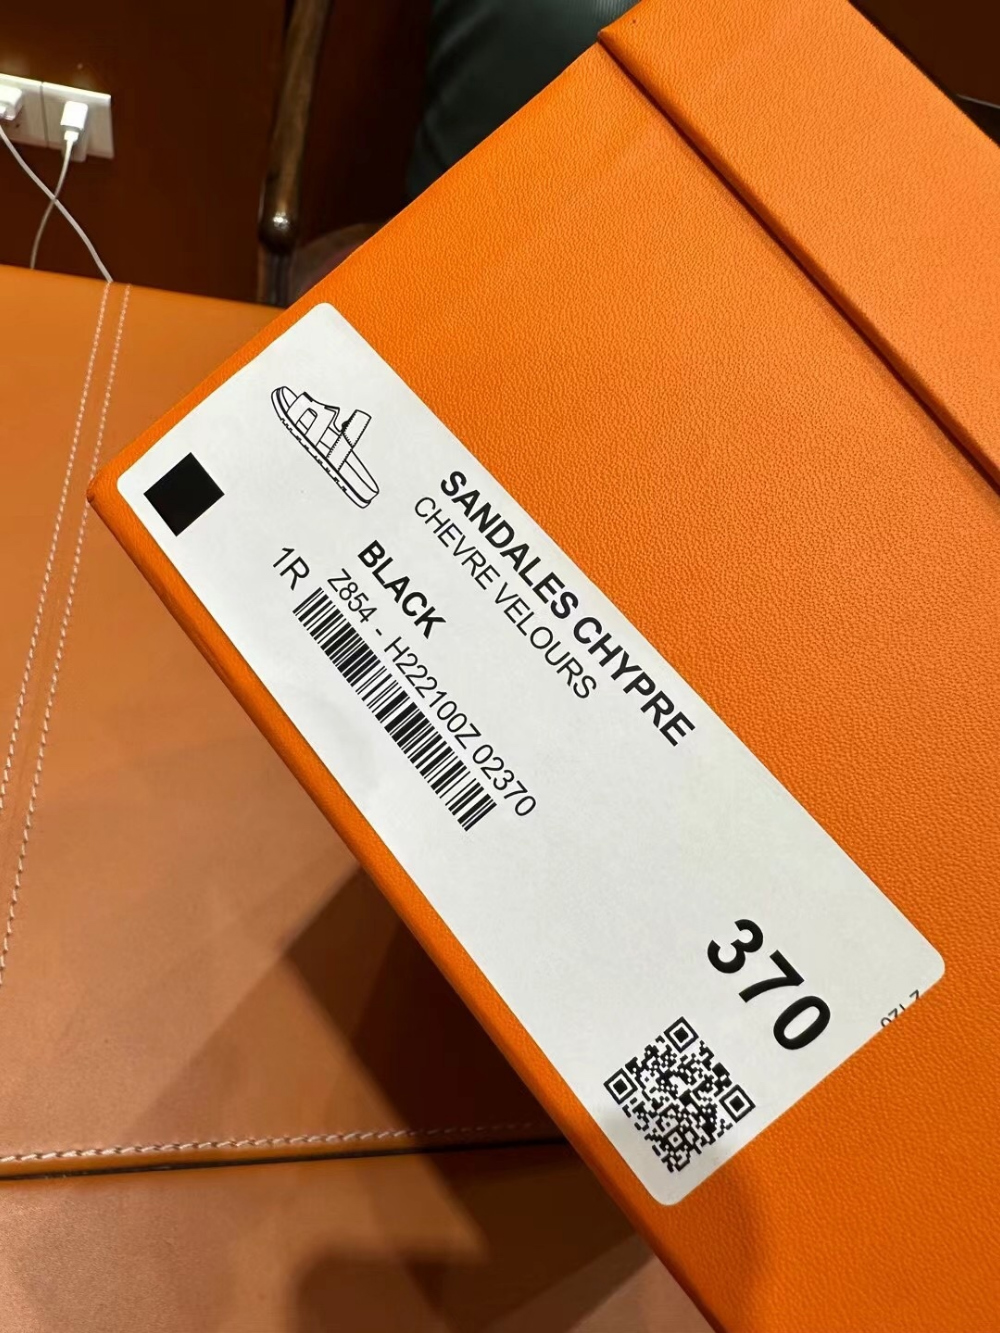 SANDALES CHYPRE
CHEVRE VELOURS
BLACK
Z854 - H222100Z 02370
1R
370